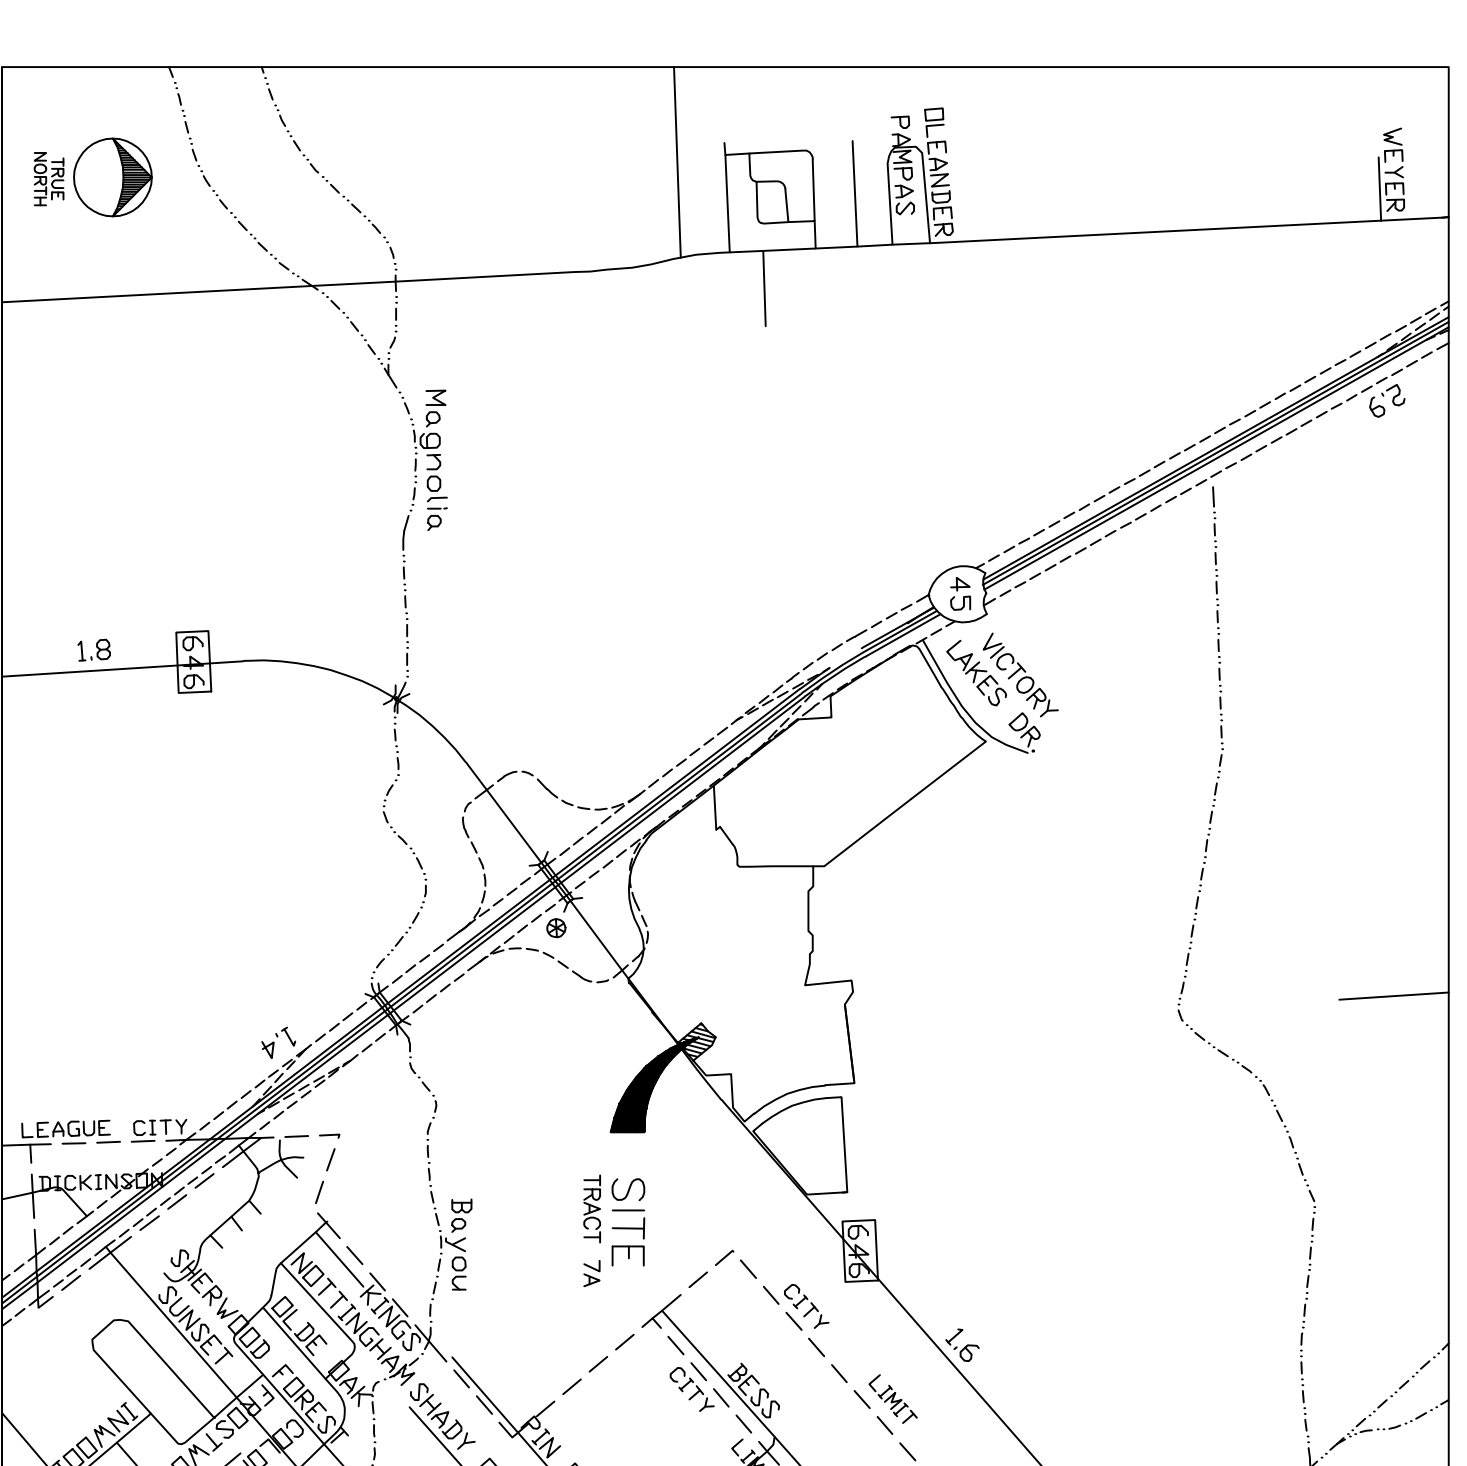 TRUE
NORTH
OLEANDER
PAMPAS
WEYER
2.9
Magnolia
45
VICTORY
LAKES DR.
1.8
646
1.4
LEAGUE CITY
DICKINSON
SITE
TRACT 7A
Bayou
646
1.6
CITY
LIMIT
BESS
CITY
KINGS
NOTTINGHAM
SHADY
OLDE OAK
SHERWOOD FOREST
SUNSET
PIN